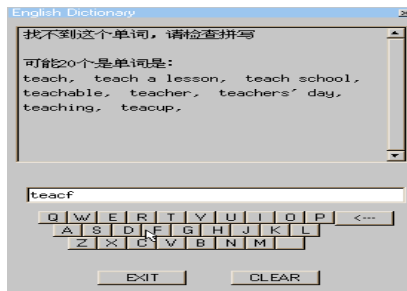 English Dictionary
找不到这个单词，请检查拼写
可能20个是单词是：
teach, teach a lesson, teach school,
teachable, teacher, teachers' day,
teaching, teacup,
teacf
Q W E R T Y U I O P <---
A S D F G H J K L
Z X C V B N M
EXIT CLEAR